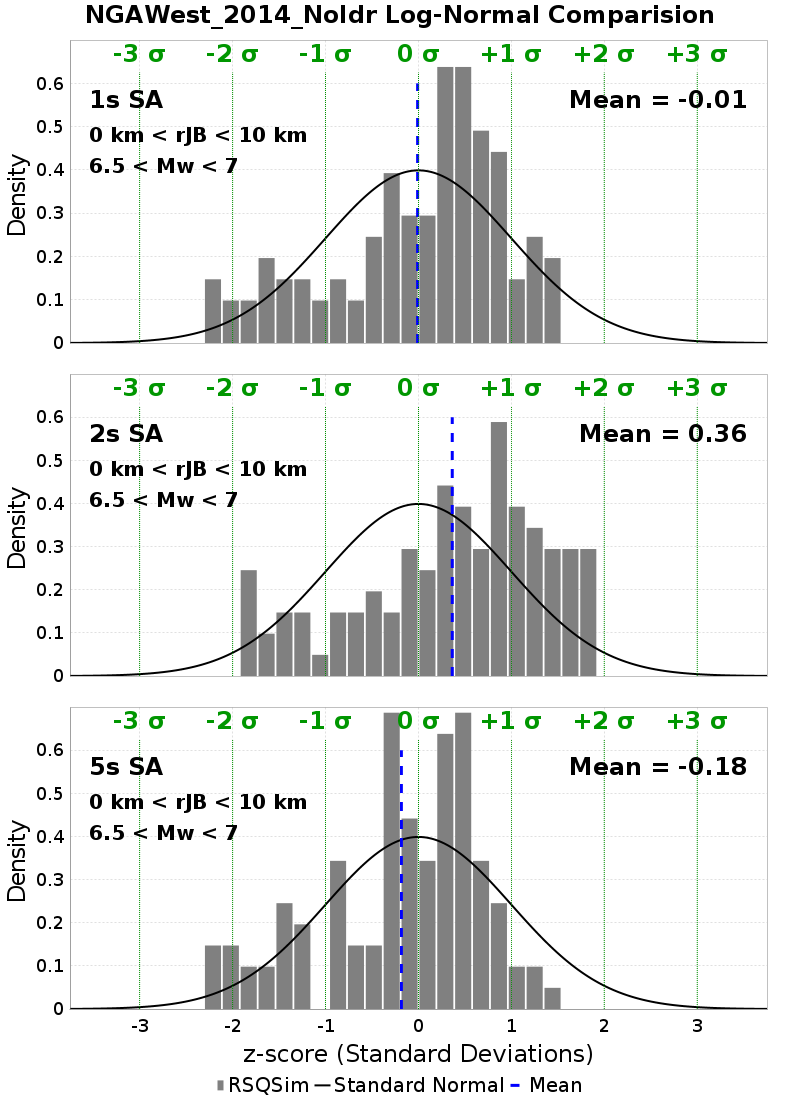 NGAWest_2014_NoIdr Log-Normal Comparision
-3 σ -2 σ -1 σ 0 σ +1 σ +2 σ +3 σ
1s SA Mean = -0.01
0 km < rJB < 10 km
6.5 < Mw < 7
Density
0.6
0.5
0.4
0.3
0.2
0.1
0
-3 σ -2 σ -1 σ 0 σ +1 σ +2 σ +3 σ
2s SA Mean = 0.36
0 km < rJB < 10 km
6.5 < Mw < 7
Density
0.6
0.5
0.4
0.3
0.2
0.1
0
-3 σ -2 σ -1 σ 0 σ +1 σ +2 σ +3 σ
5s SA Mean = -0.18
0 km < rJB < 10 km
6.5 < Mw < 7
Density
0.6
0.5
0.4
0.3
0.2
0.1
0
-3 -2 -1 0 1 2 3
z-score (Standard Deviations)
RSQSim Standard Normal Mean